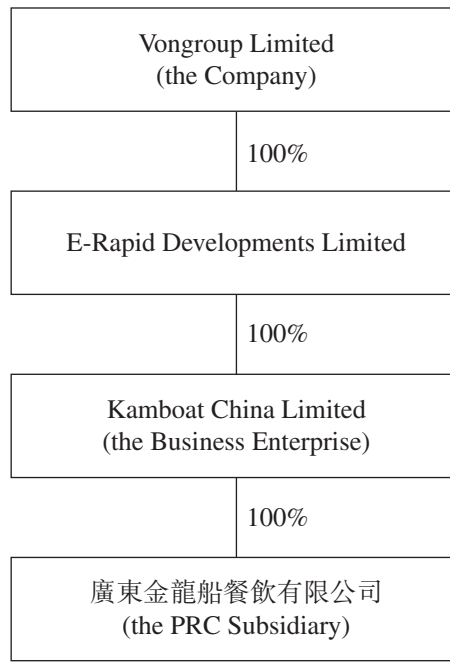 Vongroup Limited
(the Company)
100%
E-Rapid Developments Limited
100%
Kamboat China Limited
(the Business Enterprise)
100%
廣東金龍船餐飲有限公司
(the PRC Subsidiary)